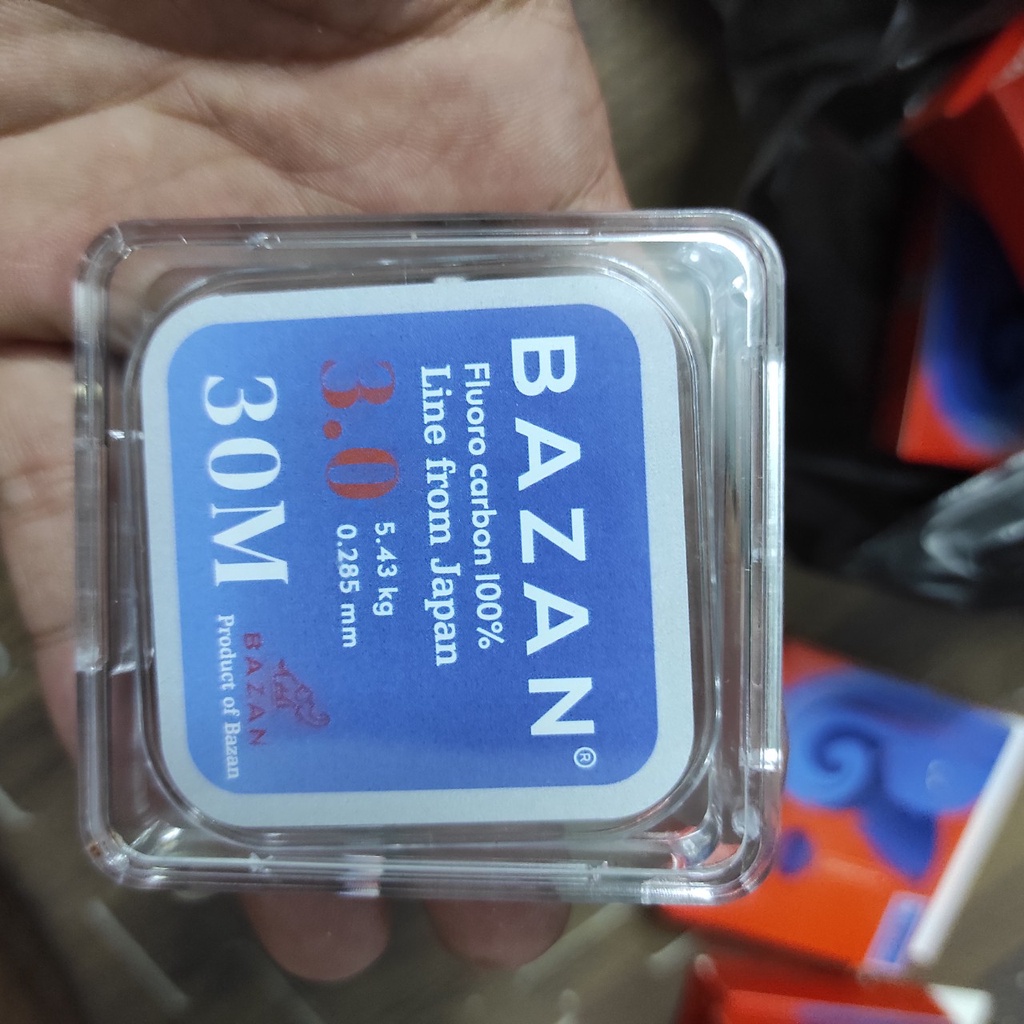 BAZAN®
Fluoro carbon 100%
Line from Japan
3.0
5.43 kg
0.285 mm
30M
BAZAN
Product of Bazan